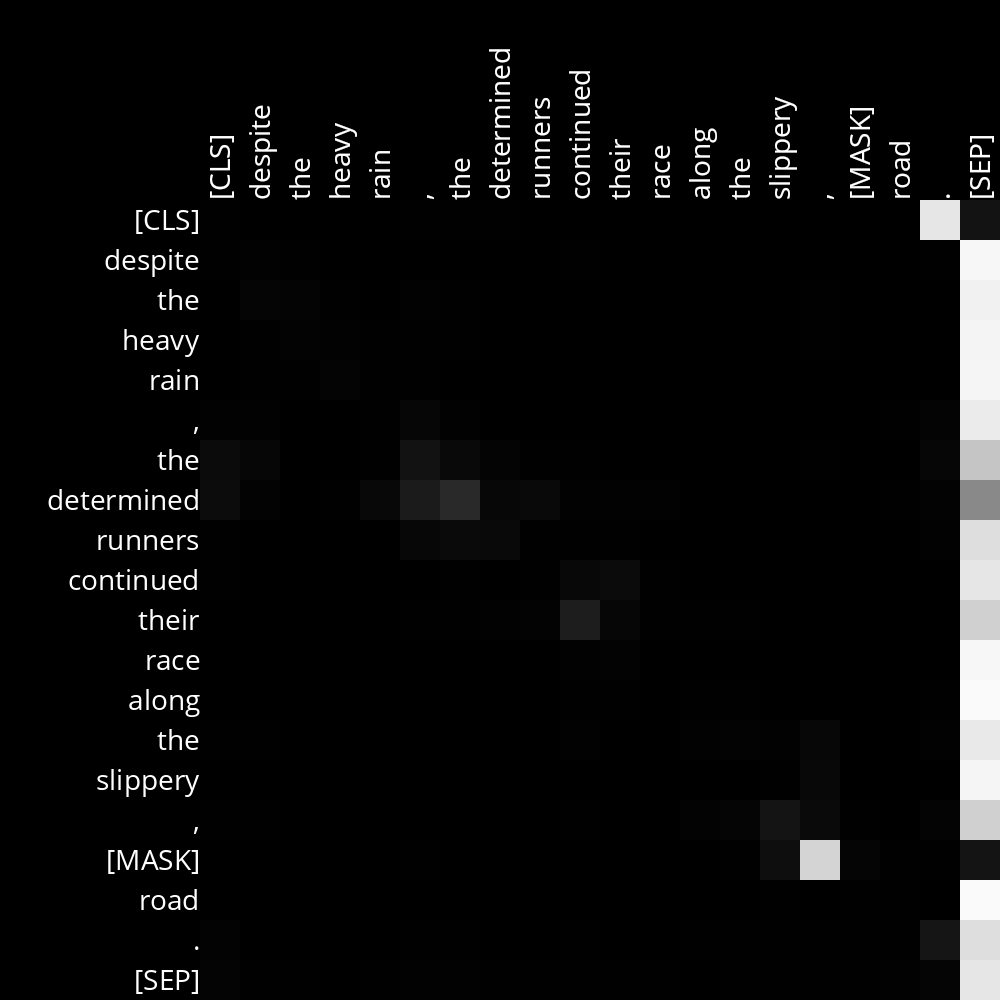 [CLS]
despite
the
heavy
rain
,
the
determined
runners
continued
their
race
along
the
slippery
,
[MASK]
road
.
[SEP]
[CLS]
despite
the
heavy
rain
,
the
determined
runners
continued
their
race
along
the
slippery
,
[MASK]
road
.
[SEP]